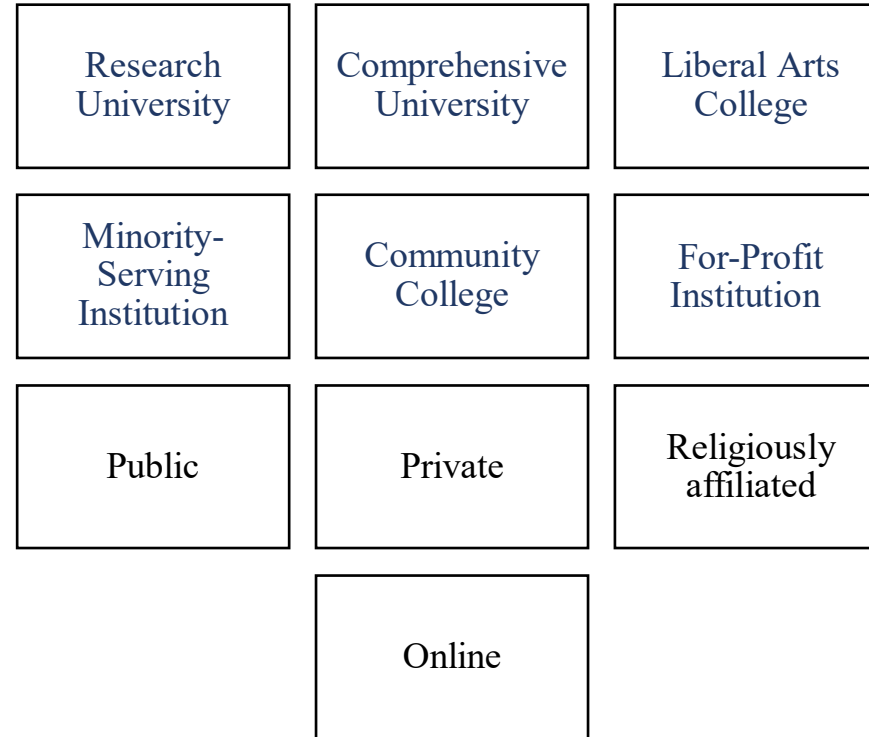 Research
University
Comprehensive
University
Liberal Arts
College
Minority-
Serving
Institution
Community
College
For-Profit
Institution
Public
Private
Religiously
affiliated
Online